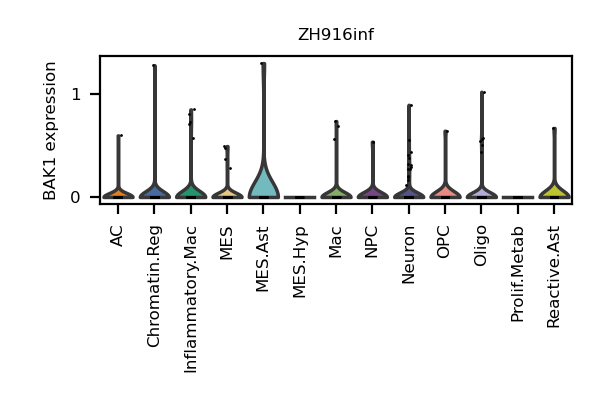 ZH916inf
BAK1 expression
1
0
AC
Chromatin.Reg
Inflammatory.Mac
MES
MES.Ast
MES.Hyp
Mac
NPC
Neuron
OPC
Oligo
Prolif.Metab
Reactive.Ast